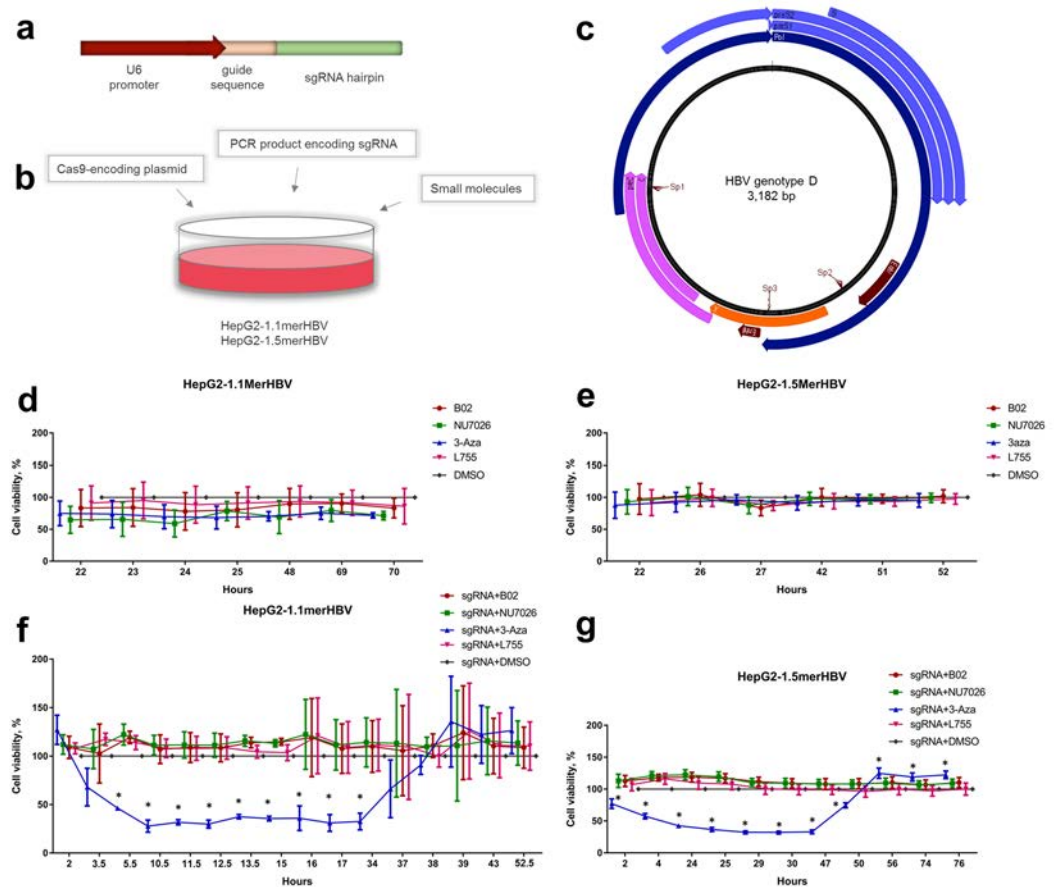 a
U6
promoter
guide
sequence
sgRNA hairpin
b
Cas9-encoding plasmid
PCR product encoding sgRNA
Small molecules
HepG2-1.1merHBV
HepG2-1.5merHBV
c
preS2
preS1
Pol
S
Sp1
HBV genotype D
3,182 bp
Sp2
Sp3
d
HepG2-1.1MerHBV
B02
NU7026
3-Aza
L755
DMSO
Cell viability, %
200
150
100
50
0
22 23 24 25 48 69 70
Hours
e
HepG2-1.5MerHBV
B02
NU7026
3aza
L755
DMSO
Cell viability, %
200
150
100
50
0
22 26 27 42 51 52
Hours
f
HepG2-1.1merHBV
sgRNA+B02
sgRNA+NU7026
sgRNA+3-Aza
sgRNA+L755
sgRNA+DMSO
Cell viability, %
200
150
100
50
0
* * * * * * * * *
2 3.5 5.5 10.5 11.5 12.5 13.5 15 16 17 34 37 38 39 43 52.5
Hours
g
HepG2-1.5merHBV
sgRNA+B02
sgRNA+NU7026
sgRNA+3-Aza
sgRNA+L755
sgRNA+DMSO
Cell viability, %
200
150
100
50
0
* * * * * * * * * * *
2 4 24 25 29 30 47 50 56 74 76
Hours